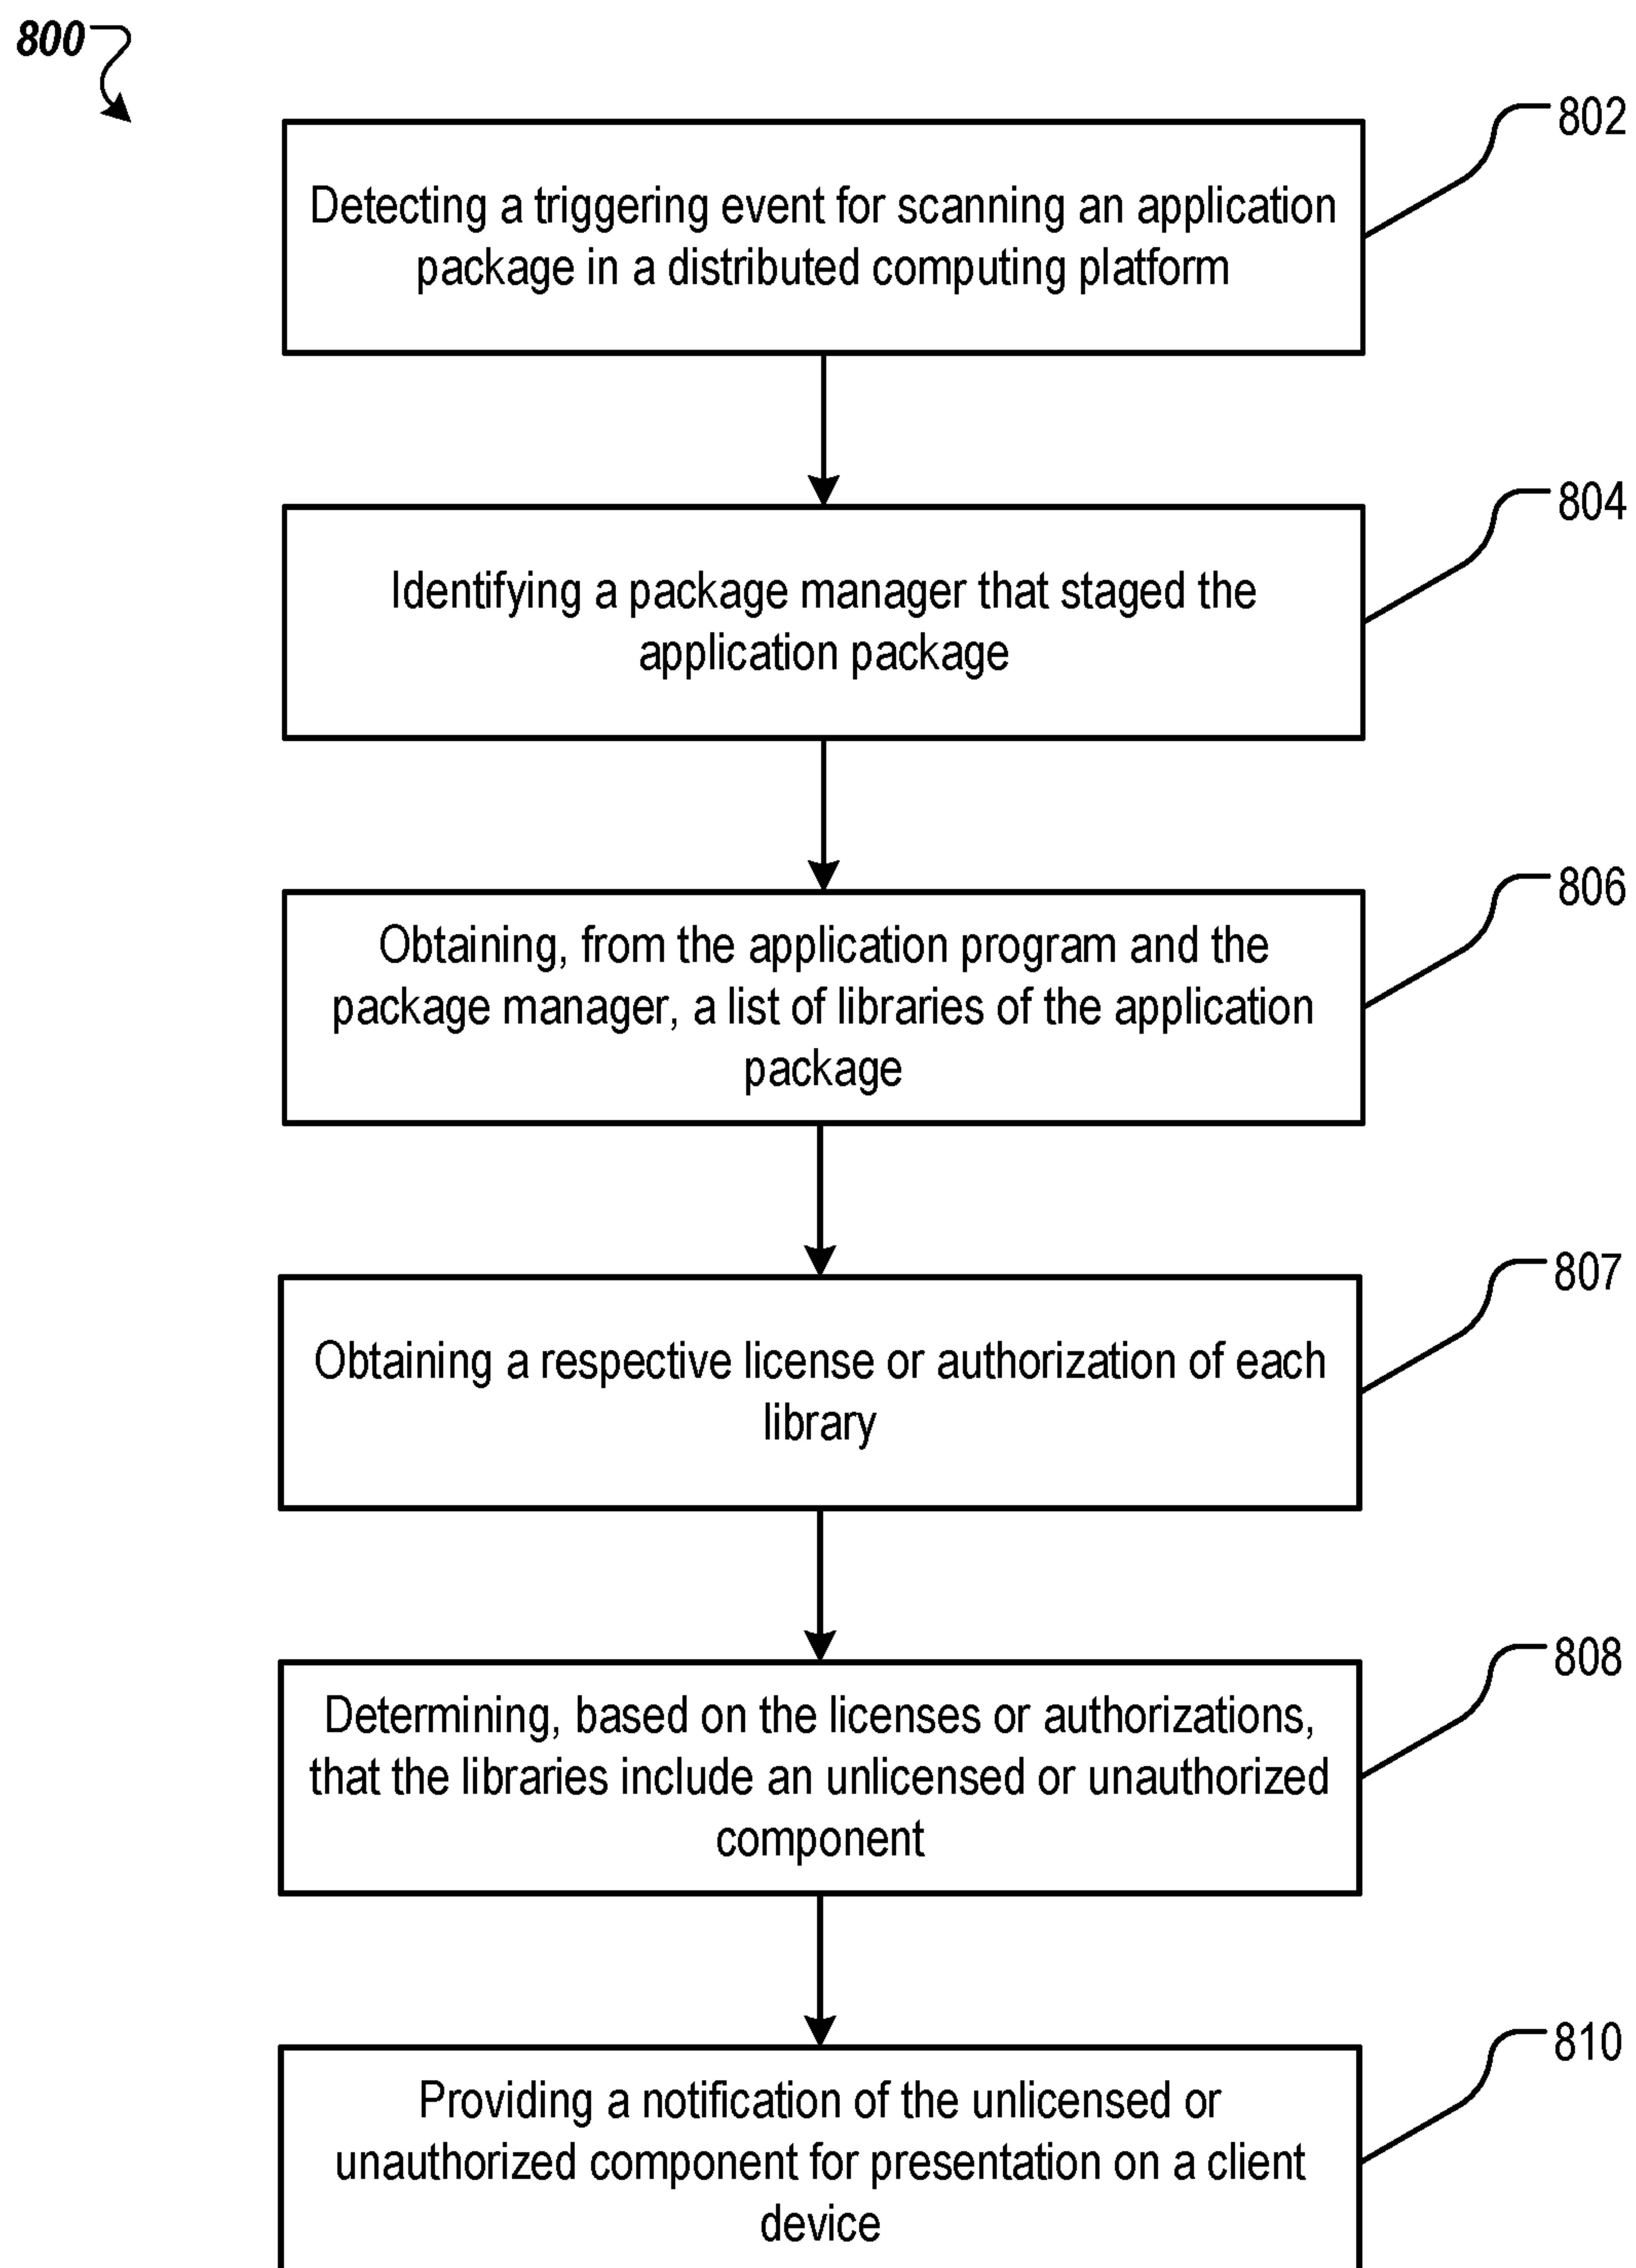 800
802
Detecting a triggering event for scanning an application
package in a distributed computing platform
804
Identifying a package manager that staged the
application package
806
Obtaining, from the application program and the
package manager, a list of libraries of the application
package
807
Obtaining a respective license or authorization of each
library
808
Determining, based on the licenses or authorizations,
that the libraries include an unlicensed or unauthorized
component
810
Providing a notification of the unlicensed or
unauthorized component for presentation on a client
device